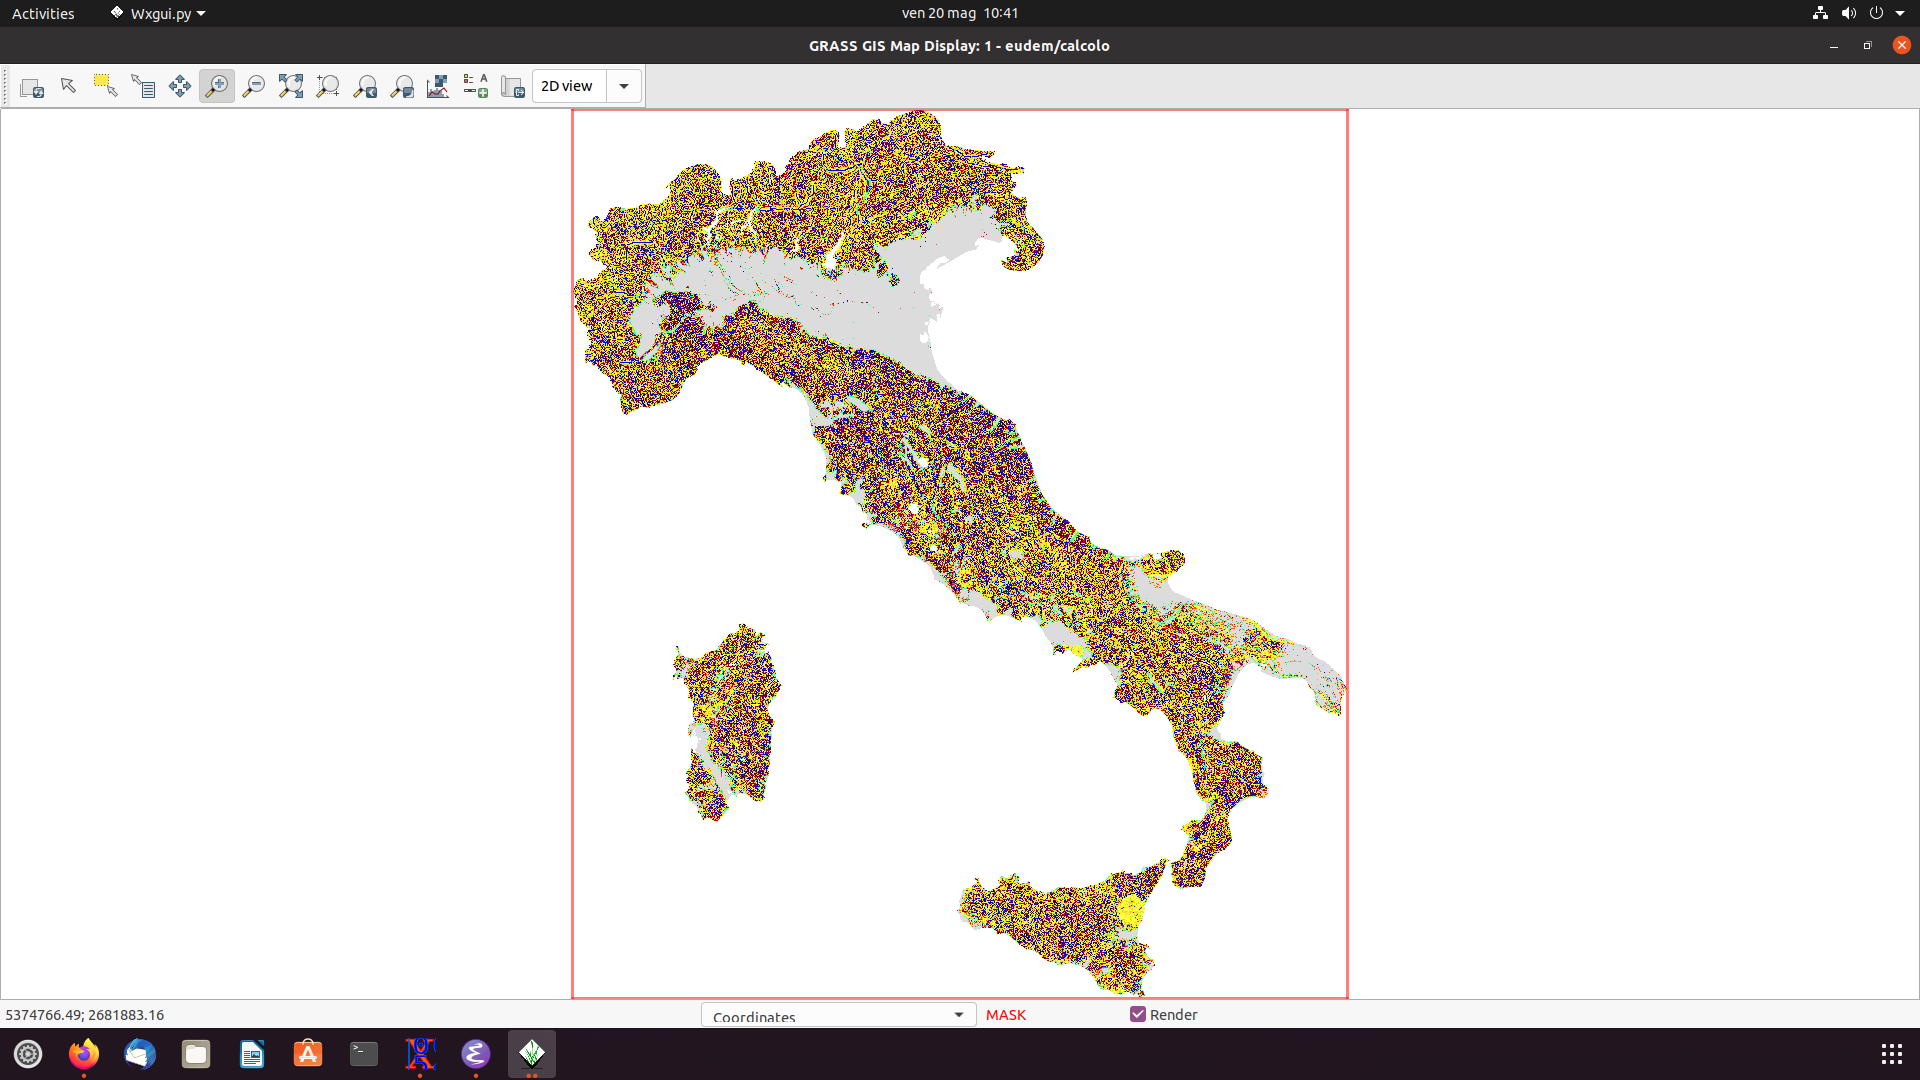 Activities
Wxgui.py
ven 20 mag 10:41
GRASS GIS Map Display: 1 - eudem/calcolo
2D view
5374766.49; 2681883.16
Coordinates
MASK
Render